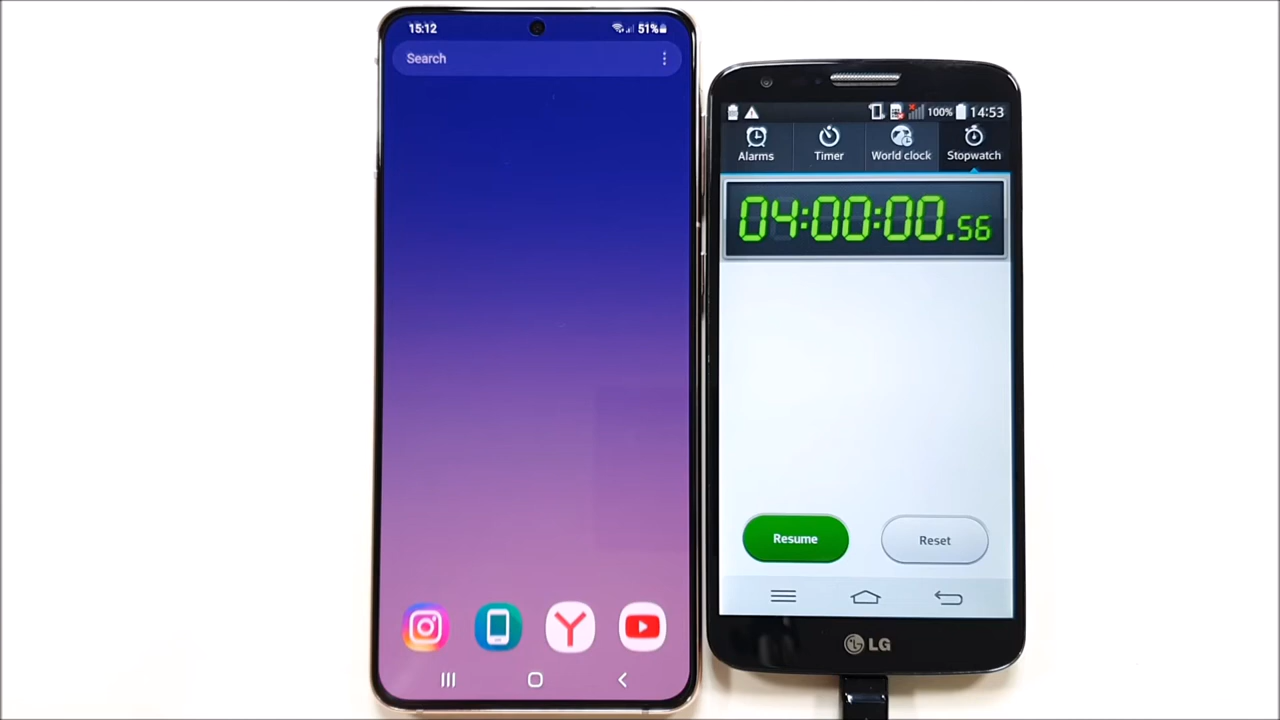 15:12
51%
Search
100% 14:53
Alarms
Timer
World clock
Stopwatch
04:00:00.56
Resume
Reset
LG